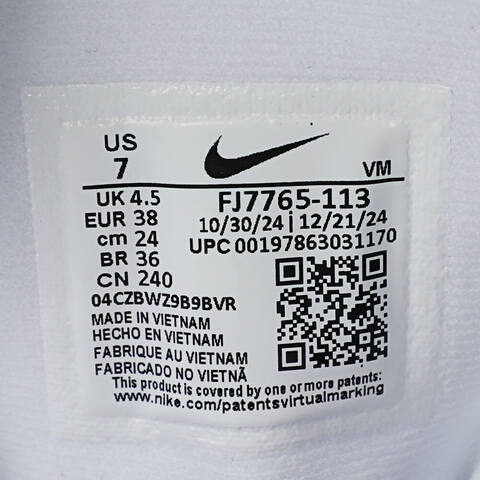 US
7
VM
UK 4.5
EUR 38
cm 24
BR 36
CN 240
FJ7765-113
10/30/24 | 12/21/24
UPC 00197863031170
04CZBWZ9B9BVR
MADE IN VIETNAM
HECHO EN VIETNAM
FABRIQUE AU VIETNAM
FABRICADO NO VIETNÃ
This product is covered by one or more patents:
www.nike.com/patentsvirtualmarking